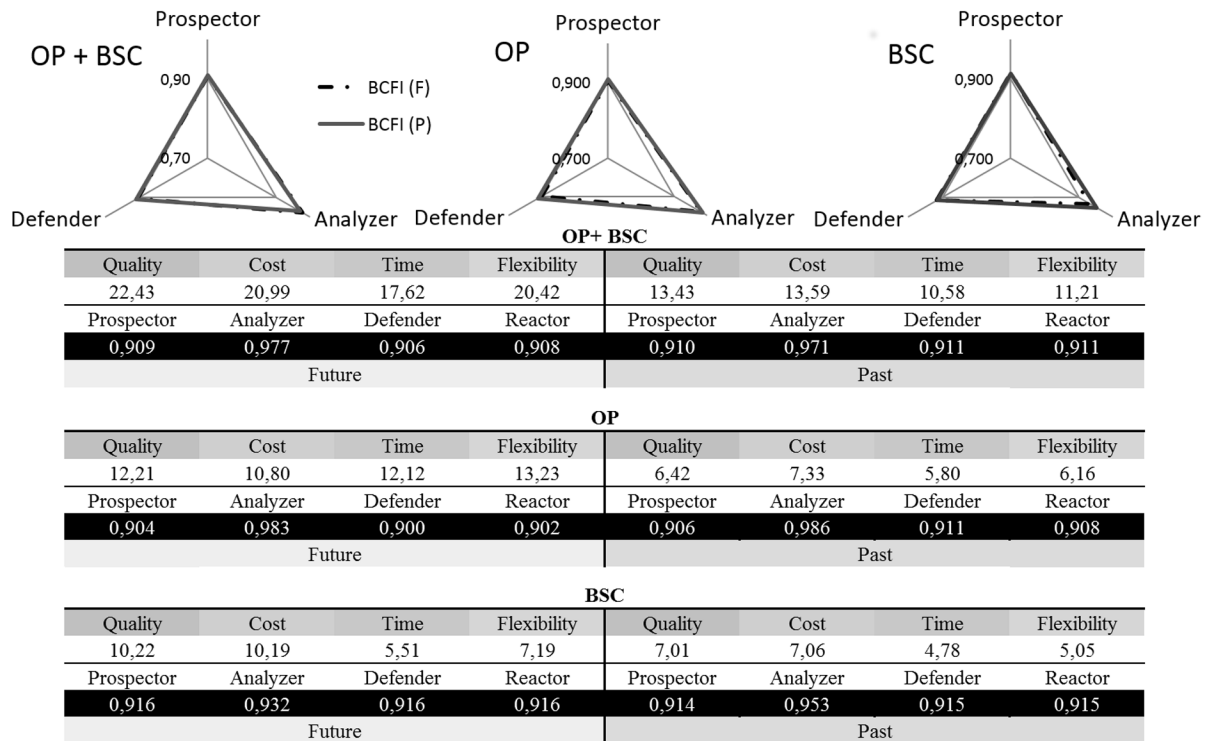 Prospector Prospector Prospector
OP + BSC OP BSC
0,90 0,900 0,900
BCFI (F)
BCFI (P)
0,70 0,700 0,700
Defender Analyzer Defender Analyzer Defender Analyzer
OP+ BSC
Quality Cost Time Flexibility Quality Cost Time Flexibility
22,43 20,99 17,62 20,42 13,43 13,59 10,58 11,21
Prospector Analyzer Defender Reactor Prospector Analyzer Defender Reactor
0,909 0,977 0,906 0,908 0,910 0,971 0,911 0,911
Future Past
OP
Quality Cost Time Flexibility Quality Cost Time Flexibility
12,21 10,80 12,12 13,23 6,42 7,33 5,80 6,16
Prospector Analyzer Defender Reactor Prospector Analyzer Defender Reactor
0,904 0,983 0,900 0,902 0,906 0,986 0,911 0,908
Future Past
BSC
Quality Cost Time Flexibility Quality Cost Time Flexibility
10,22 10,19 5,51 7,19 7,01 7,06 4,78 5,05
Prospector Analyzer Defender Reactor Prospector Analyzer Defender Reactor
0,916 0,932 0,916 0,916 0,914 0,953 0,915 0,915
Future Past